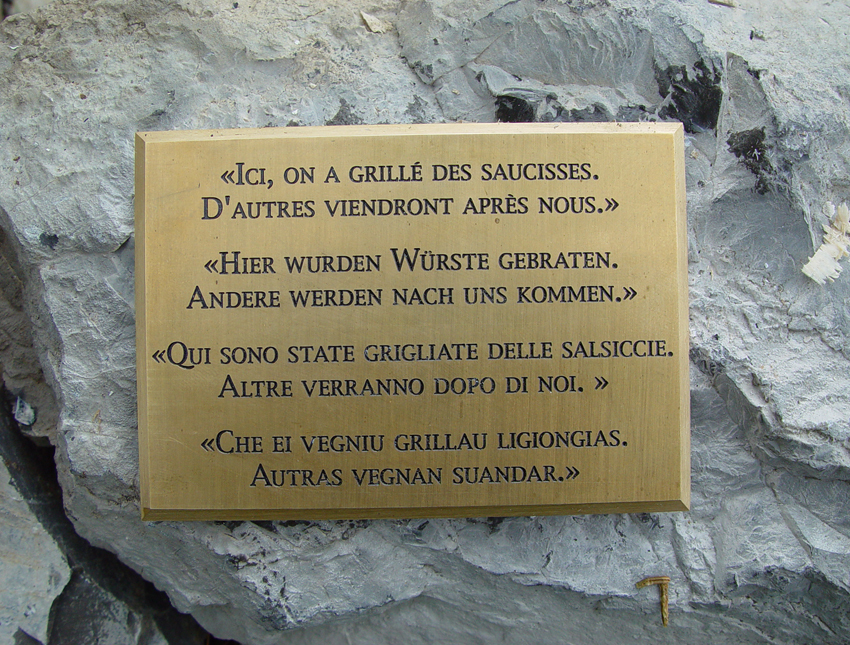 «Ici, on a grillé des saucisses.
D'autres viendront après nous.»
«Hier wurden Würste gebraten.
Andere werden nach uns kommen.»
«Qui sono state grigliate delle salsiccie.
Altre verranno dopo di noi. »
«Che ei vegniu grillau ligiongias.
Autras vegnan suandar.»